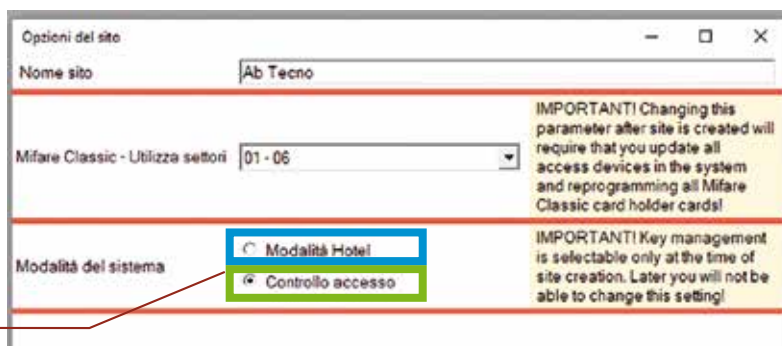 Opzioni del sito
Nome sito
Ab Tecno
Mifare Classic - Utilizza settori
01 - 06
IMPORTANT! Changing this
parameter after site is created will
require that you update all
access devices in the system
and reprogramming all Mifare
Classic card holder cards!
Modalità del sistema
Modalità Hotel
Controllo accesso
IMPORTANT! Key management
is selectable only at the time of
site creation. Later you will not be
able to change this setting!